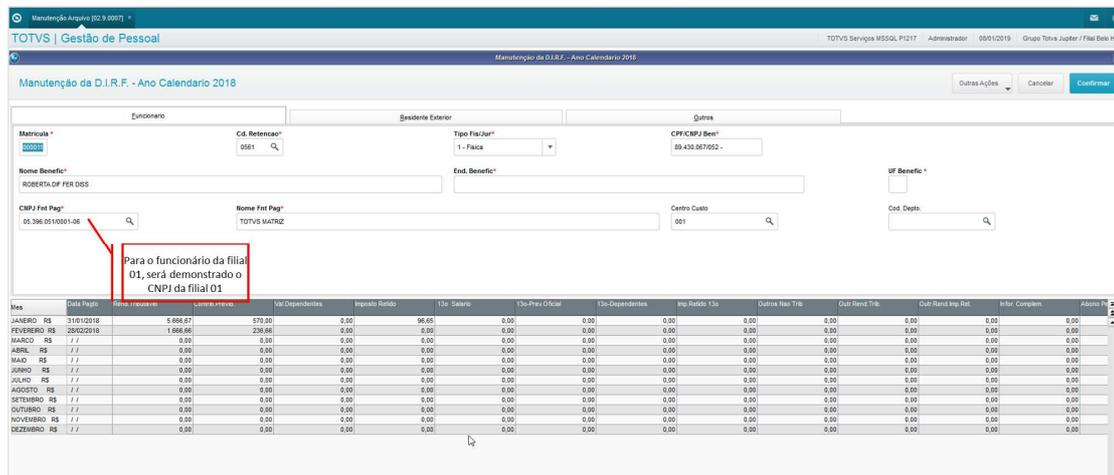 Manutenção Arquivo [02.9.0007] ×
TOTVS | Gestão de Pessoal
TOTVS Serviços MSSQL P1217 Administrador 08/01/2019 Grupo Totvs Jupiter / Filial Belo H
Manutenção da D.I.R.F. - Ano Calendario 2018
Manutenção da D.I.R.F. - Ano Calendario 2018
Outras Ações Cancelar Confirmar
Funcionario Residente Exterior Outros
Matricula * Cd. Retencao* Tipo Fis/Jur* CPF/CNPJ Ben*
000011 0561 1 - Fisica 89.430.067/052 -
Nome Benefic* End. Benefic* UF Benefic *
ROBERTA DIF FER DISS
CNPJ Fnt Pag* Nome Fnt Pag* Centro Custo Cod. Depto.
05.396.051/0001-06 TOTVS MATRIZ 001
Para o funcionário da filial
01, será demonstrado o
CNPJ da filial 01
Mes Data Pagto Rend.Tributavel Contrib.Previd. Val.Dependentes Imposto Retido 13o Salario 13o-Prev.Oficial 13o-Dependentes Imp.Retido 13o Outros Nao Trib Outr.Rend.Trib. Outr.Rend.Imp.Ret. Infor. Complem. Abono Pe
JANEIRO R$ 31/01/2018 5.666,67 570,00 0,00 96,65 0,00 0,00 0,00 0,00 0,00 0,00 0,00 0,00
FEVEREIRO R$ 28/02/2018 1.666,66 236,66 0,00 0,00 0,00 0,00 0,00 0,00 0,00 0,00 0,00 0,00
MARCO R$ / / 0,00 0,00 0,00 0,00 0,00 0,00 0,00 0,00 0,00 0,00 0,00 0,00
ABRIL R$ / / 0,00 0,00 0,00 0,00 0,00 0,00 0,00 0,00 0,00 0,00 0,00 0,00
MAIO R$ / / 0,00 0,00 0,00 0,00 0,00 0,00 0,00 0,00 0,00 0,00 0,00 0,00
JUNHO R$ / / 0,00 0,00 0,00 0,00 0,00 0,00 0,00 0,00 0,00 0,00 0,00 0,00
JULHO R$ / / 0,00 0,00 0,00 0,00 0,00 0,00 0,00 0,00 0,00 0,00 0,00 0,00
AGOSTO R$ / / 0,00 0,00 0,00 0,00 0,00 0,00 0,00 0,00 0,00 0,00 0,00 0,00
SETEMBRO R$ / / 0,00 0,00 0,00 0,00 0,00 0,00 0,00 0,00 0,00 0,00 0,00 0,00
OUTUBRO R$ / / 0,00 0,00 0,00 0,00 0,00 0,00 0,00 0,00 0,00 0,00 0,00 0,00
NOVEMBRO R$ / / 0,00 0,00 0,00 0,00 0,00 0,00 0,00 0,00 0,00 0,00 0,00 0,00
DEZEMBRO R$ / / 0,00 0,00 0,00 0,00 0,00 0,00 0,00 0,00 0,00 0,00 0,00 0,00